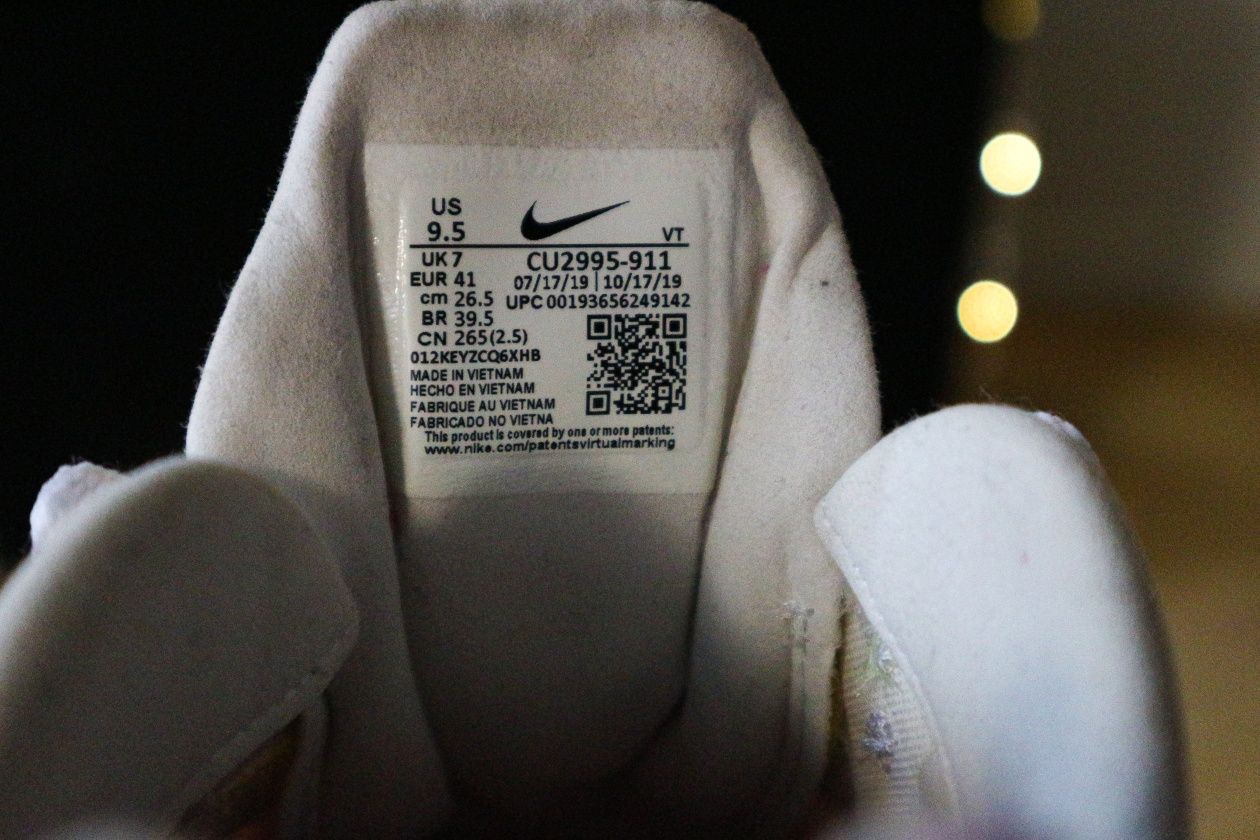 US
9.5
VT
UK 7
EUR 41
cm 26.5
BR 39.5
CN 265(2.5)
CU2995-911
07/17/19 | 10/17/19
UPC 00193656249142
012KEYZCQ6XHB
MADE IN VIETNAM
HECHO EN VIETNAM
FABRIQUE AU VIETNAM
FABRICADO NO VIETNA
This product is covered by one or more patents:
www.nike.com/patentsvirtualmarking